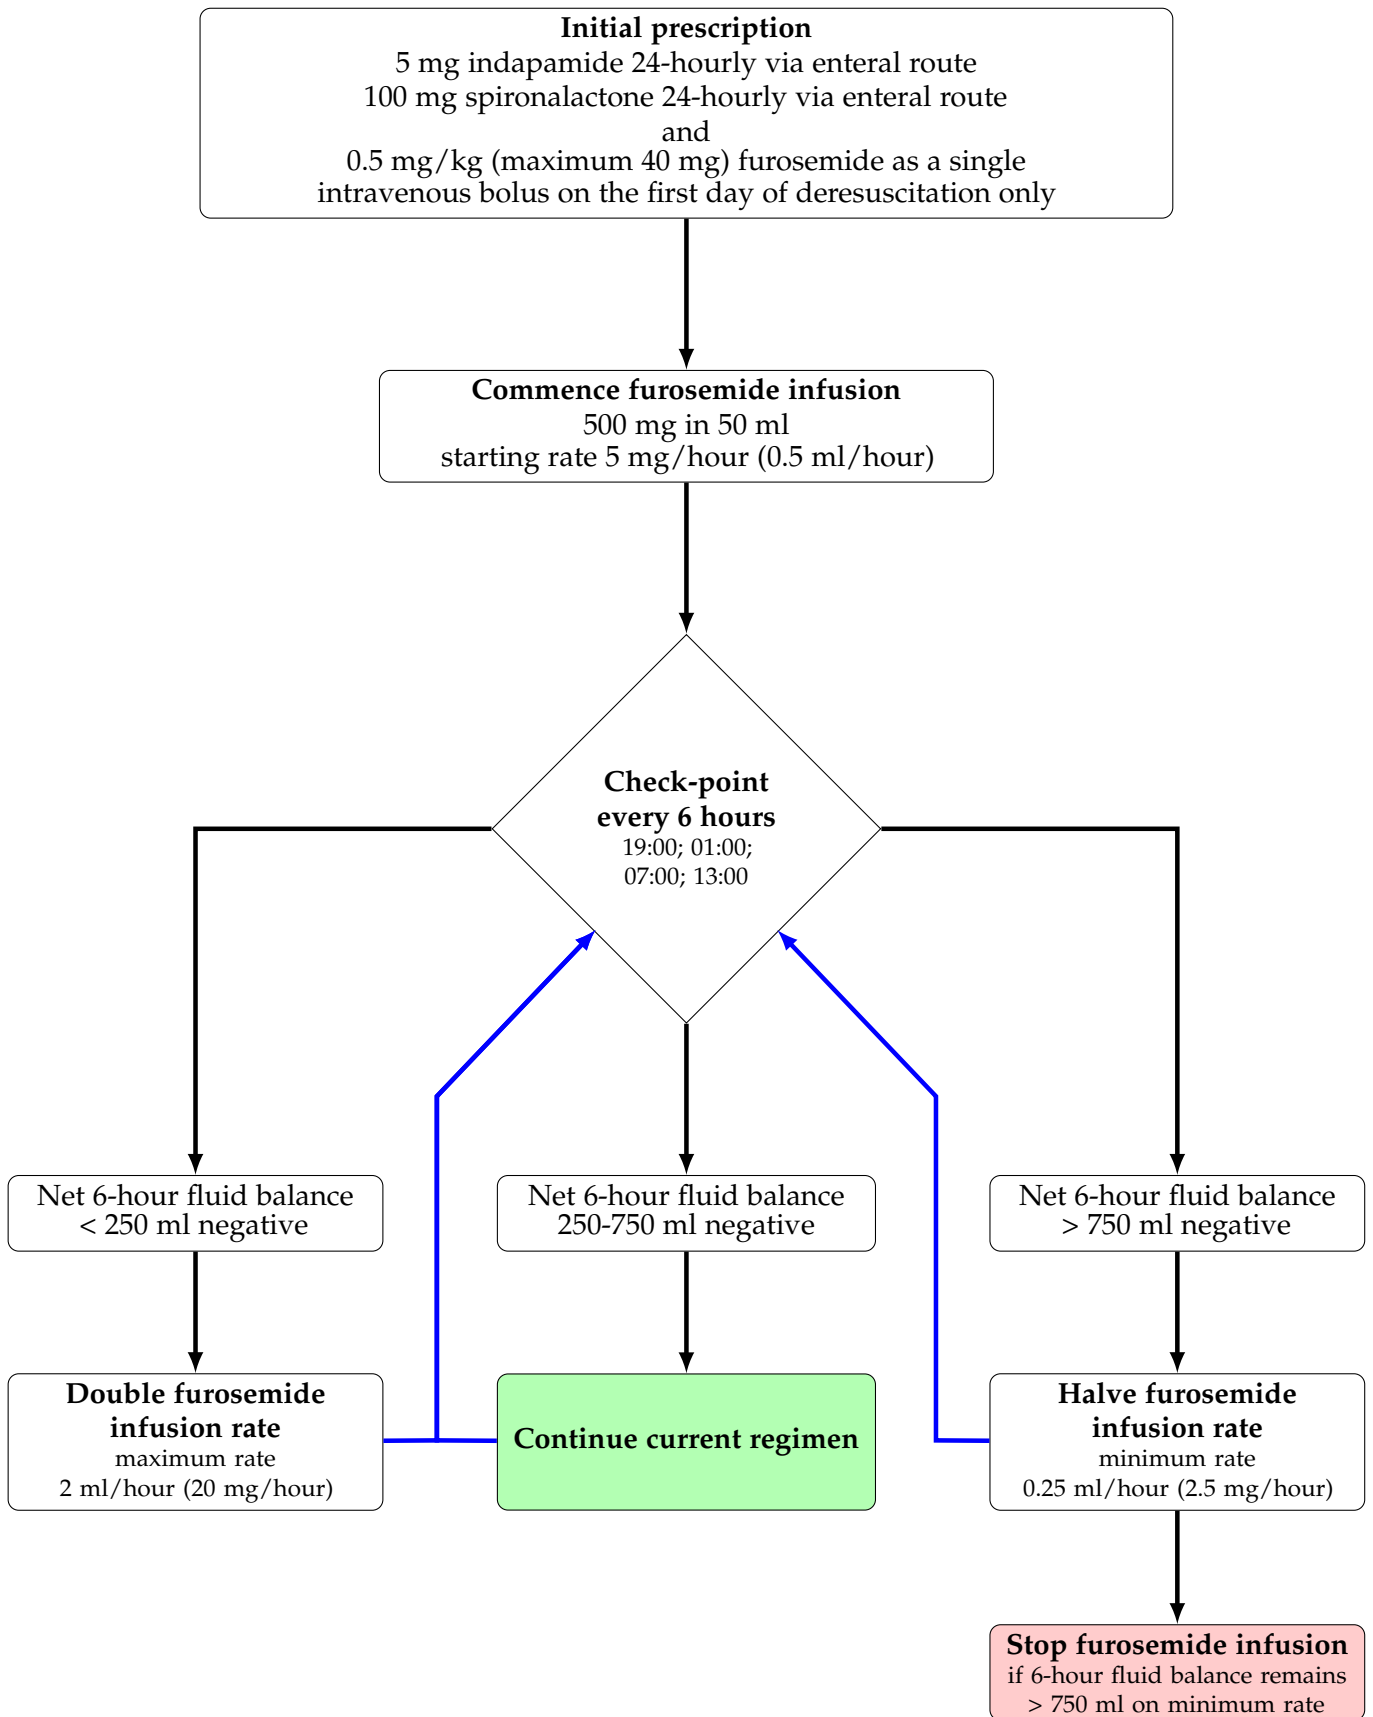 Initial prescription
5 mg indapamide 24-hourly via enteral route
100 mg spironalactone 24-hourly via enteral route
and
0.5 mg/kg (maximum 40 mg) furosemide as a single
intravenous bolus on the first day of deresuscitation only
Commence furosemide infusion
500 mg in 50 ml
starting rate 5 mg/hour (0.5 ml/hour)
Check-point
every 6 hours
19:00; 01:00;
07:00; 13:00
Net 6-hour fluid balance
< 250 ml negative
Net 6-hour fluid balance
250-750 ml negative
Net 6-hour fluid balance
> 750 ml negative
Double furosemide
infusion rate
maximum rate
2 ml/hour (20 mg/hour)
Continue current regimen
Halve furosemide
infusion rate
minimum rate
0.25 ml/hour (2.5 mg/hour)
Stop furosemide infusion
if 6-hour fluid balance remains
> 750 ml on minimum rate